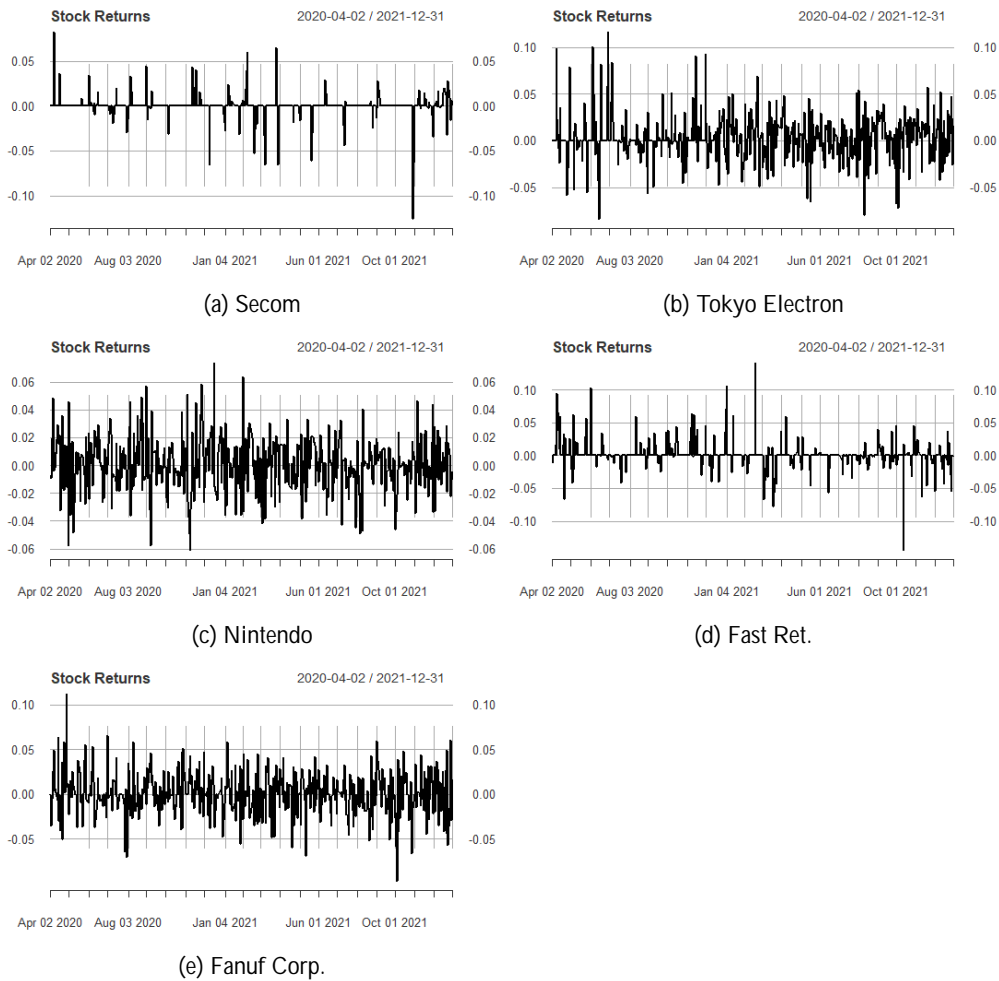 Stock Returns 2020-04-02 / 2021-12-31 Stock Returns 2020-04-02 / 2021-12-31
0.05 0.05 0.10 0.10
0.00 0.00 0.05 0.05
-0.05 -0.05 0.00 0.00
-0.10 -0.10 -0.05 -0.05
Apr 02 2020 Aug 03 2020 Jan 04 2021 Jun 01 2021 Oct 01 2021 Apr 02 2020 Aug 03 2020 Jan 04 2021 Jun 01 2021 Oct 01 2021
(a) Secom (b) Tokyo Electron
Stock Returns 2020-04-02 / 2021-12-31 Stock Returns 2020-04-02 / 2021-12-31
0.06 0.06 0.10 0.10
0.04 0.04 0.05 0.05
0.02 0.02 0.00 0.00
0.00 0.00 -0.05 -0.05
-0.02 -0.02 -0.10 -0.10
-0.04 -0.04
-0.06 -0.06
Apr 02 2020 Aug 03 2020 Jan 04 2021 Jun 01 2021 Oct 01 2021 Apr 02 2020 Aug 03 2020 Jan 04 2021 Jun 01 2021 Oct 01 2021
(c) Nintendo (d) Fast Ret.
Stock Returns 2020-04-02 / 2021-12-31
0.10 0.10
0.05 0.05
0.00 0.00
-0.05 -0.05
Apr 02 2020 Aug 03 2020 Jan 04 2021 Jun 01 2021 Oct 01 2021
(e) Fanuf Corp.